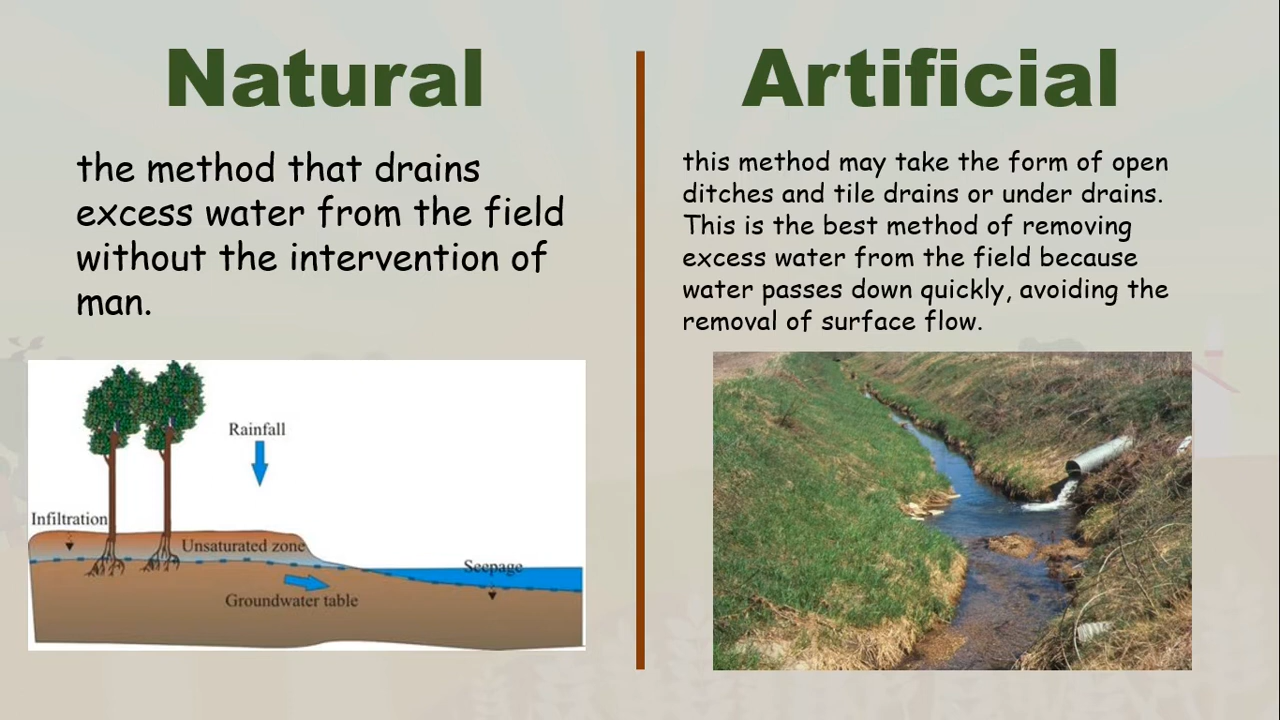 Natural
the method that drains
excess water from the field
without the intervention of
man.
Rainfall
Infiltration
Unsaturated zone
Seepage
Groundwater table
Artificial
this method may take the form of open
ditches and tile drains or under drains.
This is the best method of removing
excess water from the field because
water passes down quickly, avoiding the
removal of surface flow.